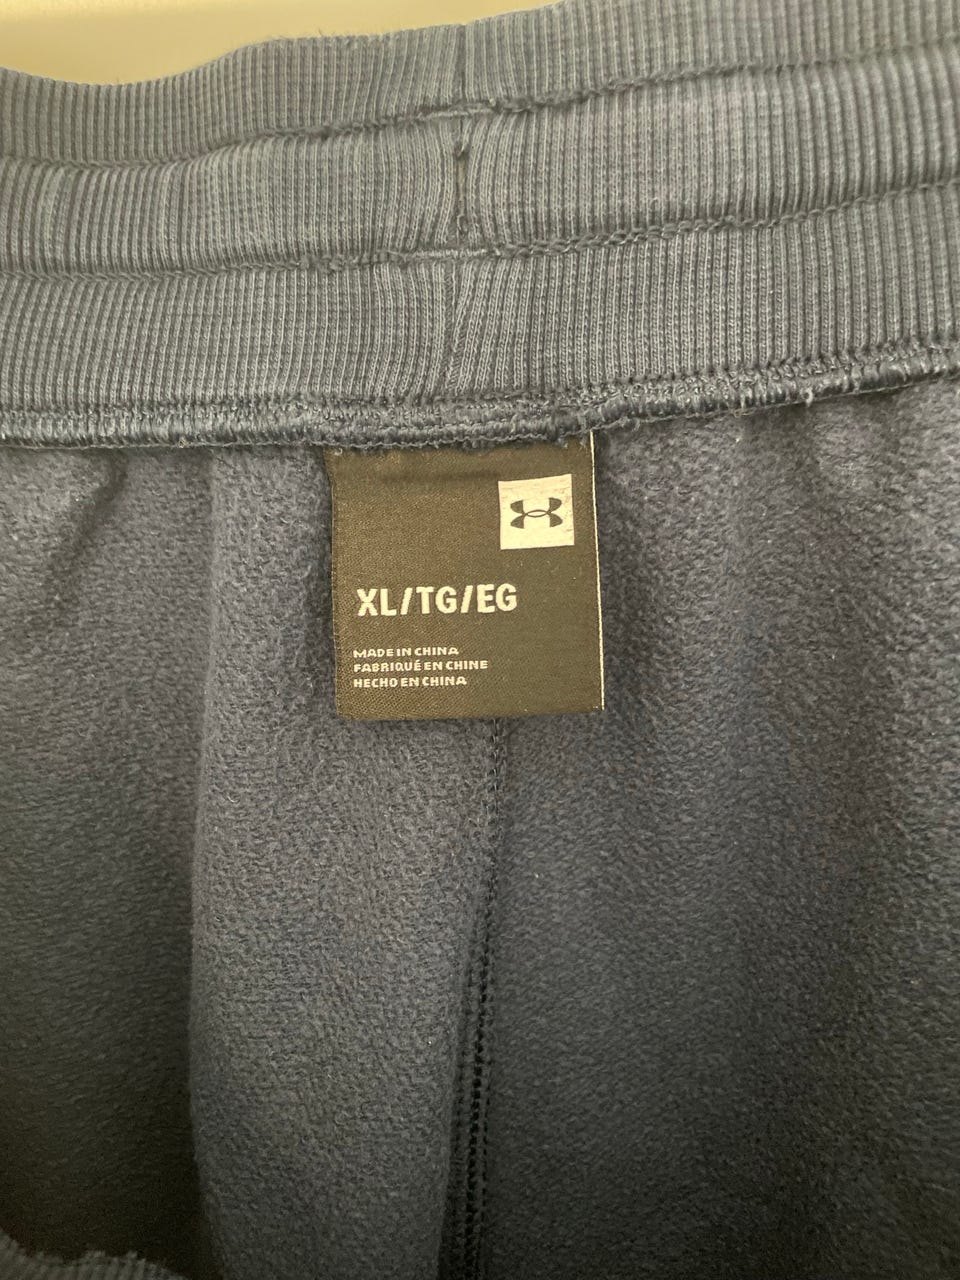 XL/TG/EG
MADE IN CHINA
FABRIQUÉ EN CHINE
HECHO EN CHINA